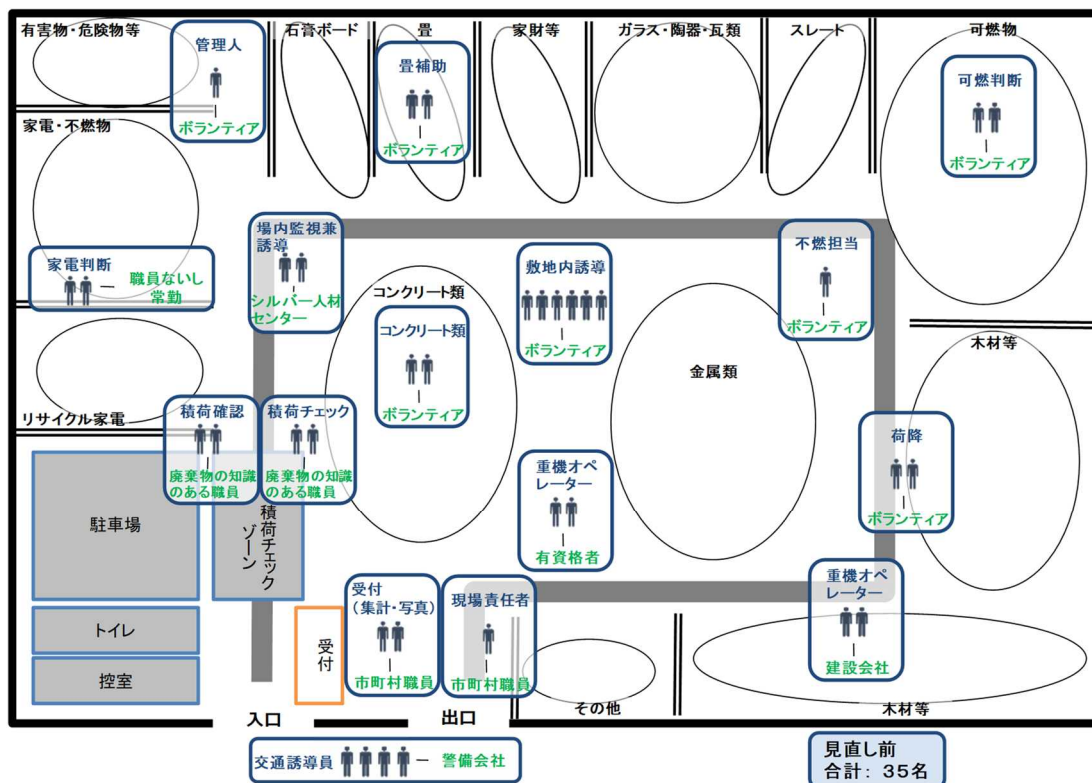 有害物・危険物等
石膏ボード
畳
家財等
ガラス・陶器・瓦類
スレート
可燃物
管理人
ボランティア
畳補助
ボランティア
可燃判断
ボランティア
家電・不燃物
場内監視兼
誘導
シルバー人材
センター
不燃担当
ボランティア
家電判断
職員ないし
常勤
敷地内誘導
ボランティア
コンクリート類
コンクリート類
ボランティア
金属類
木材等
リサイクル家電
積荷確認
廃棄物の知識
のある職員
積荷チェック
廃棄物の知識
のある職員
荷降
ボランティア
重機オペ
レーター
有資格者
駐車場
積荷チェック
ゾーン
重機オペ
レーター
建設会社
受付
(集計・写真)
市町村職員
現場責任者
市町村職員
トイレ
控室
受付
その他
木材等
入口
出口
交通誘導員
警備会社
見直し前
合計: 35名